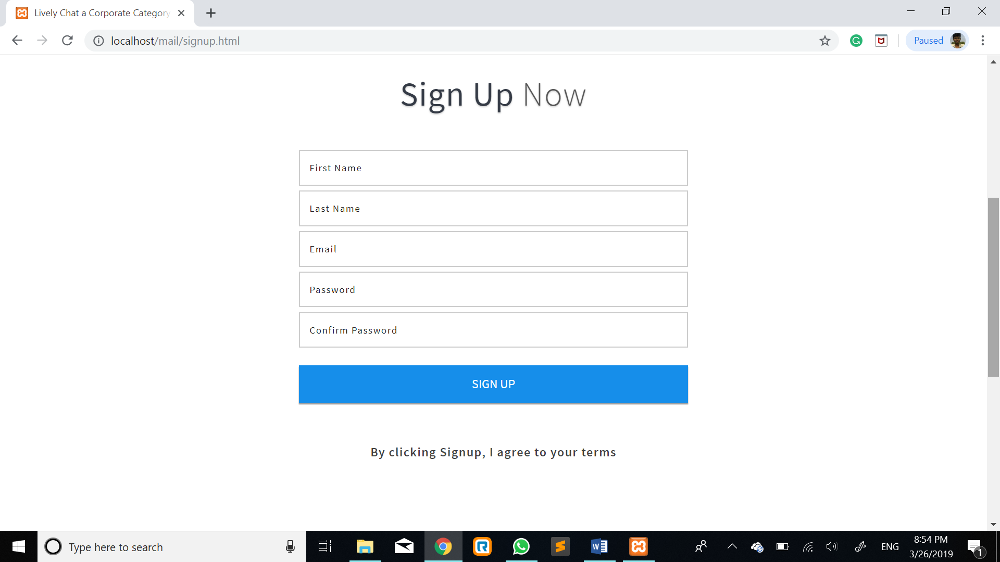 Lively Chat a Corporate Category
localhost/mail/signup.html
Paused
Sign Up Now
First Name
Last Name
Email
Password
Confirm Password
SIGN UP
By clicking Signup, I agree to your terms
Type here to search
ENG
8:54 PM
3/26/2019
1